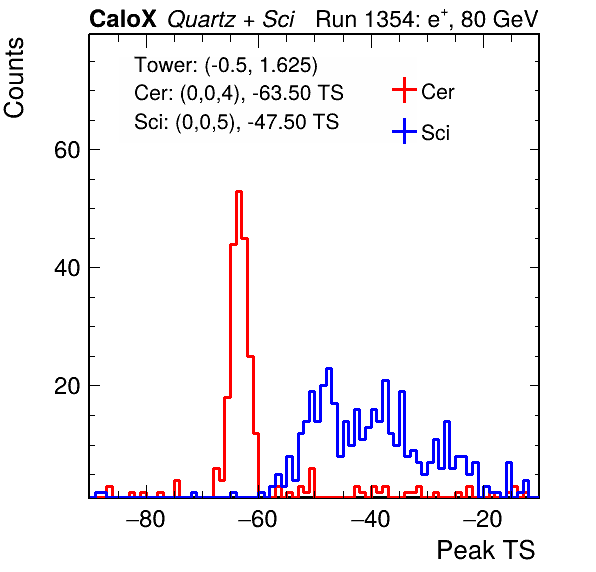 CaloX Quartz + Sci Run 1354: e⁺, 80 GeV
Counts
Tower: (-0.5, 1.625)
Cer: (0,0,4), -63.50 TS
Sci: (0,0,5), -47.50 TS
Cer
Sci
60
40
20
−80 −60 −40 −20
Peak TS